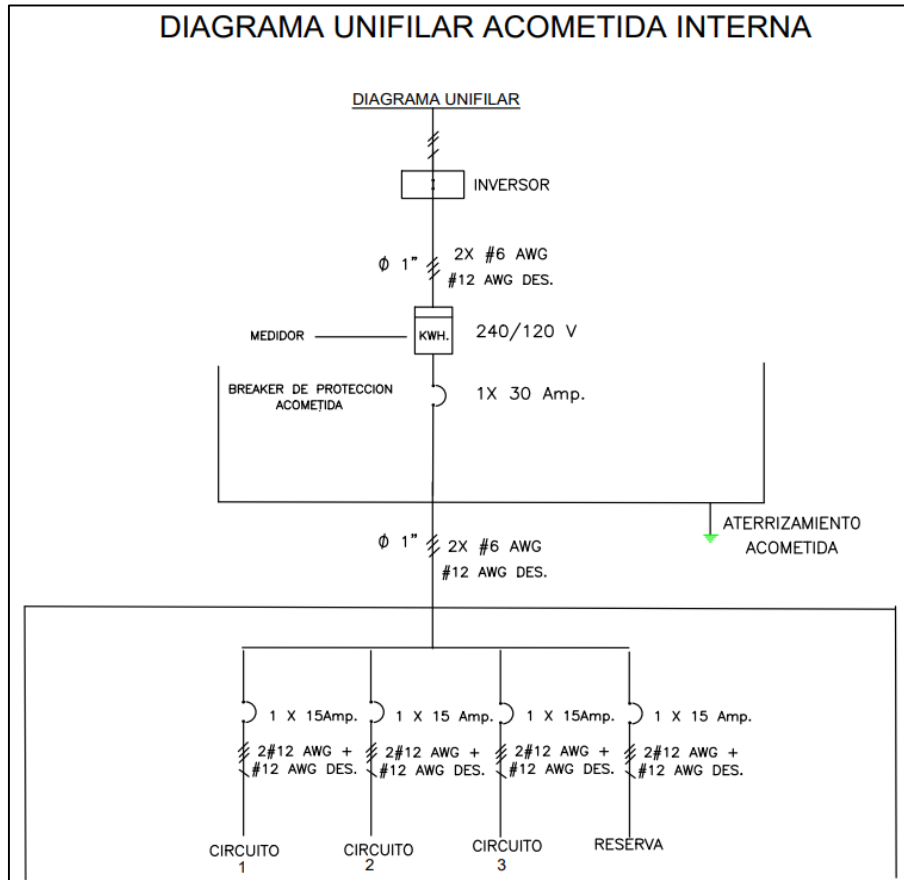 DIAGRAMA UNIFILAR ACOMETIDA INTERNA
DIAGRAMA UNIFILAR
INVERSOR
Ø 1" 2X #6 AWG
#12 AWG DES.
MEDIDOR KWH. 240/120 V
BREAKER DE PROTECCION
ACOMETIDA
1X 30 Amp.
ATERRIZAMIENTO
ACOMETIDA
Ø 1" 2X #6 AWG
#12 AWG DES.
1 X 15Amp. 1 X 15 Amp. 1 X 15Amp. 1 X 15 Amp.
2#12 AWG + 2#12 AWG + 2#12 AWG + 2#12 AWG +
#12 AWG DES. #12 AWG DES. #12 AWG DES. #12 AWG DES.
CIRCUITO CIRCUITO CIRCUITO RESERVA
1 2 3